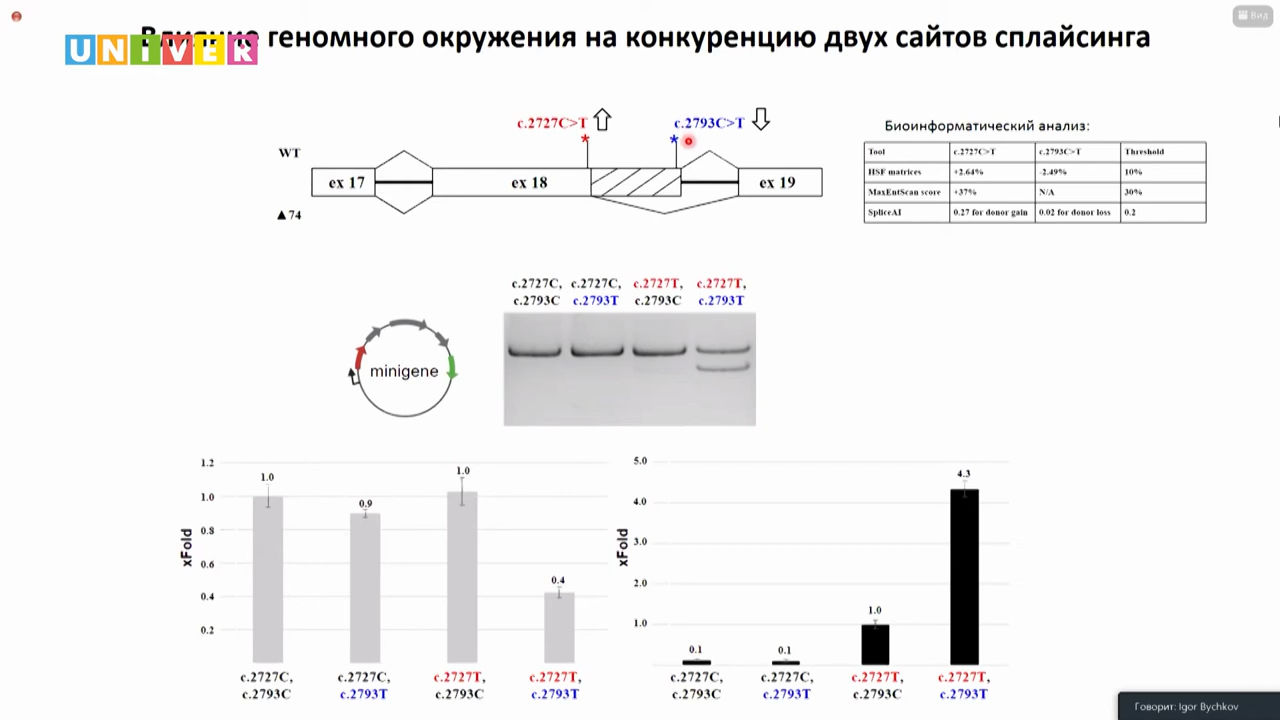 Вид
Влияние геномного окружения на конкуренцию двух сайтов сплайсинга
UNIVER
c.2727C>T c.2793C>T
* *
WT
ex 17 ex 18 ex 19
▲74
Биоинформатический анализ:
Tool c.2727C>T c.2793C>T Threshold
HSF matrices +2.64% -2.49% 10%
MaxEntScan score +37% N/A 30%
SpliceAI 0.27 for donor gain 0.02 for donor loss 0.2
c.2727C, c.2727C, c.2727T, c.2727T,
c.2793C c.2793T c.2793C c.2793T
minigene
xFold
1.2
1.0
0.8
0.6
0.4
0.2
1.0 0.9 1.0 0.4
c.2727C, c.2727C, c.2727T, c.2727T,
c.2793C c.2793T c.2793C c.2793T
xFold
5.0
4.0
3.0
2.0
1.0
0.1 0.1 1.0 4.3
c.2727C, c.2727C, c.2727T, c.2727T,
c.2793C c.2793T c.2793C c.2793T
Говорит: Igor Bychkov